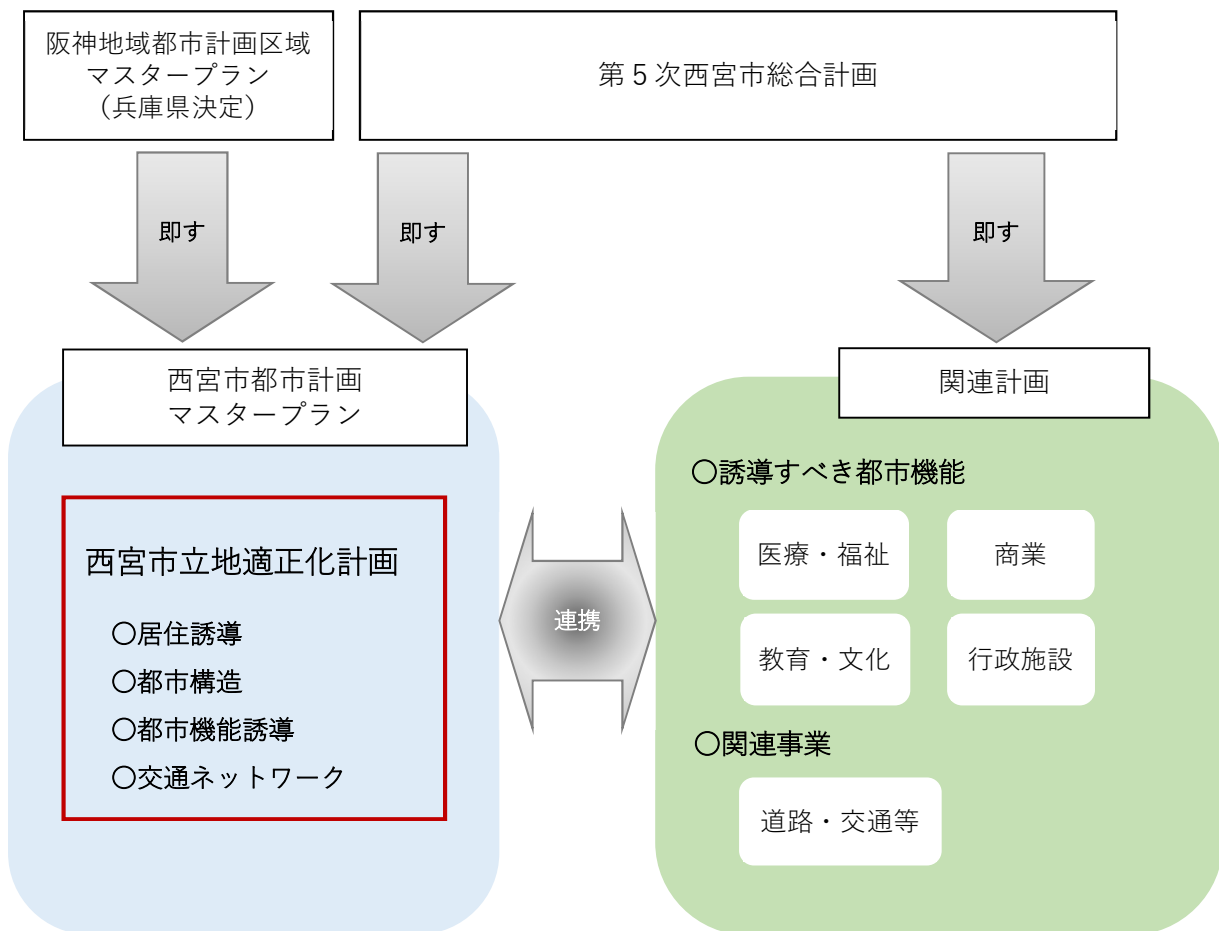 阪神地域都市計画区域
マスタープラン
（兵庫県決定）
第５次西宮市総合計画
即す
即す
即す
西宮市都市計画
マスタープラン
関連計画
西宮市立地適正化計画
〇居住誘導
〇都市構造
〇都市機能誘導
〇交通ネットワーク
連携
〇誘導すべき都市機能
医療・福祉
商業
教育・文化
行政施設
〇関連事業
道路・交通等